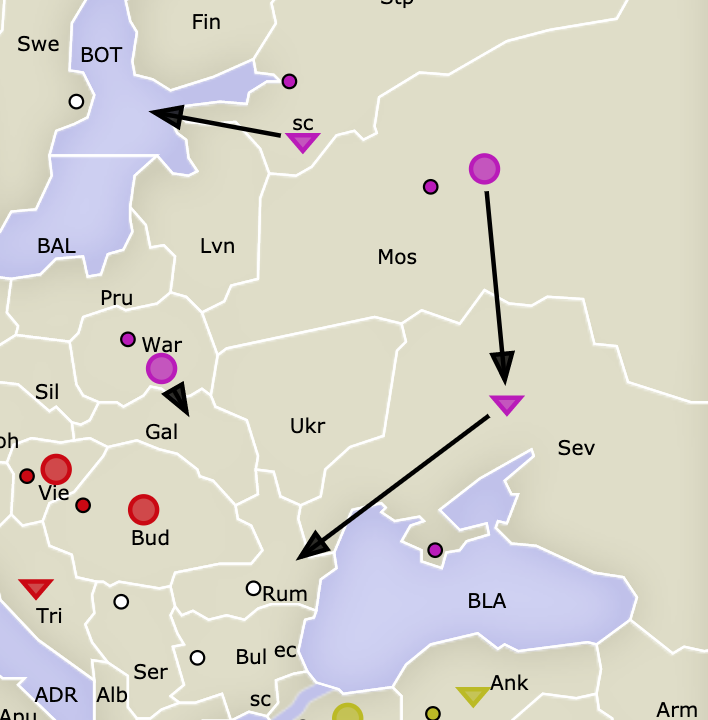 Stp
Fin
Swe
BOT
sc
BAL
Lvn
Mos
Pru
War
Sil
Gal
Ukr
Sev
oh
Vie
Bud
Rum
BLA
Tri
Ser
Bul
ec
ADR
Alb
sc
Ank
Apu
Arm